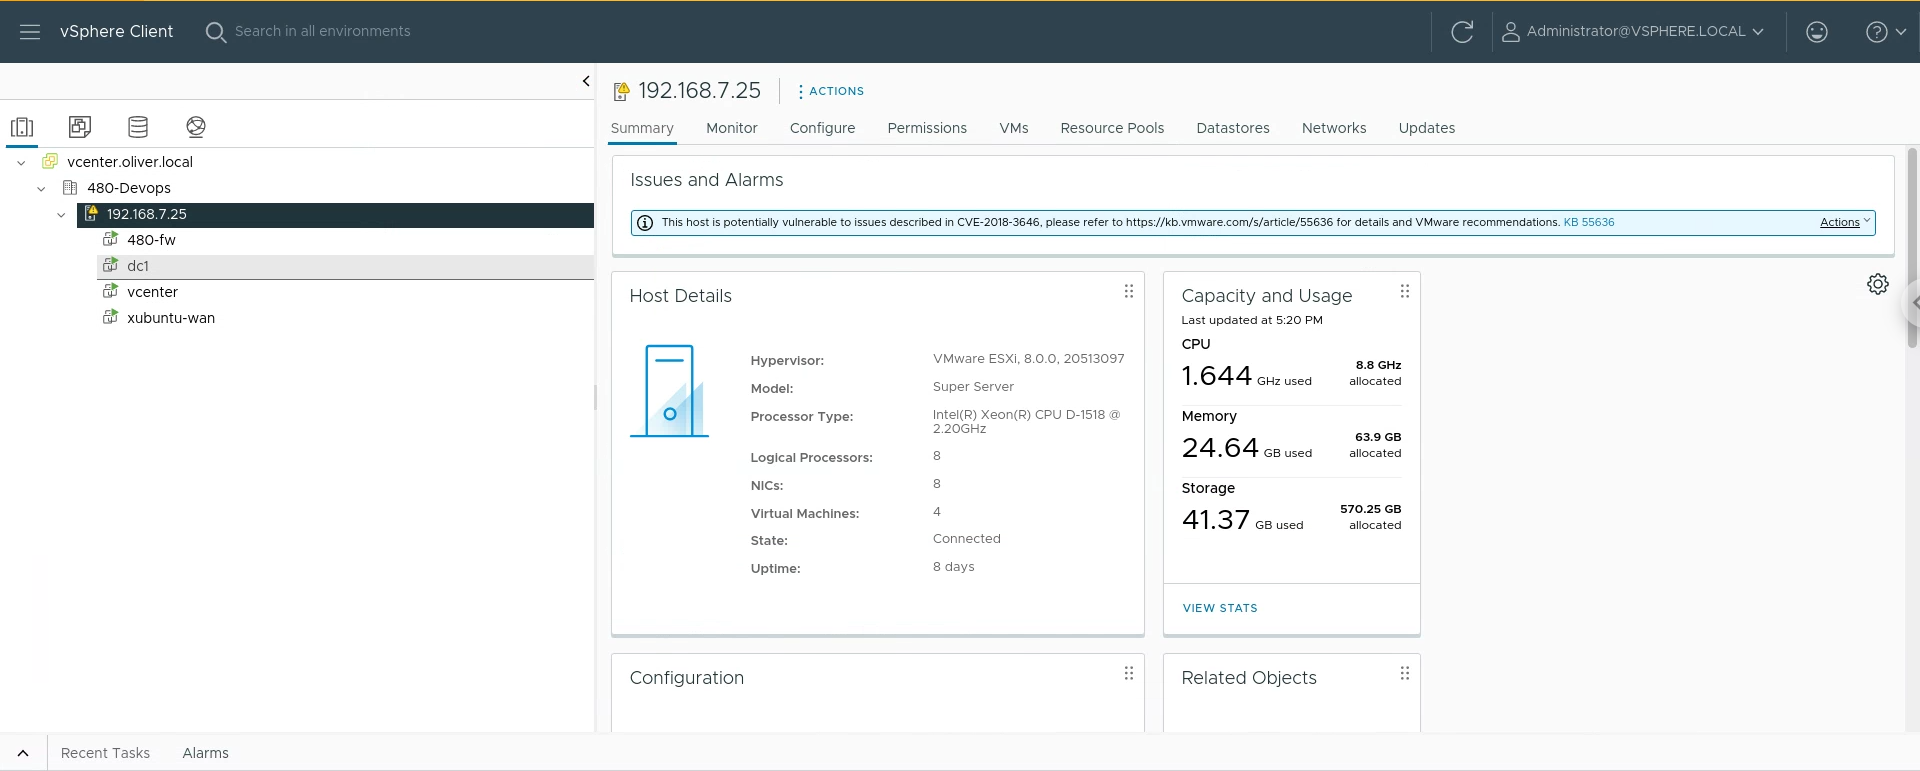 vSphere Client
Search in all environments
Administrator@VSPHERE.LOCAL
192.168.7.25
ACTIONS
Summary Monitor Configure Permissions VMs Resource Pools Datastores Networks Updates
vcenter.oliver.local
480-Devops
192.168.7.25
480-fw
dc1
vcenter
xubuntu-wan
Issues and Alarms
This host is potentially vulnerable to issues described in CVE-2018-3646, please refer to https://kb.vmware.com/s/article/55636 for details and VMware recommendations. KB 55636 Actions
Host Details
Hypervisor: VMware ESXi, 8.0.0, 20513097
Model: Super Server
Processor Type: Intel(R) Xeon(R) CPU D-1518 @
2.20GHz
Logical Processors: 8
NICs: 8
Virtual Machines: 4
State: Connected
Uptime: 8 days
Capacity and Usage
Last updated at 5:20 PM
CPU
1.644 GHz used 8.8 GHz
allocated
Memory
24.64 GB used 63.9 GB
allocated
Storage
41.37 GB used 570.25 GB
allocated
VIEW STATS
Configuration
Related Objects
Recent Tasks Alarms